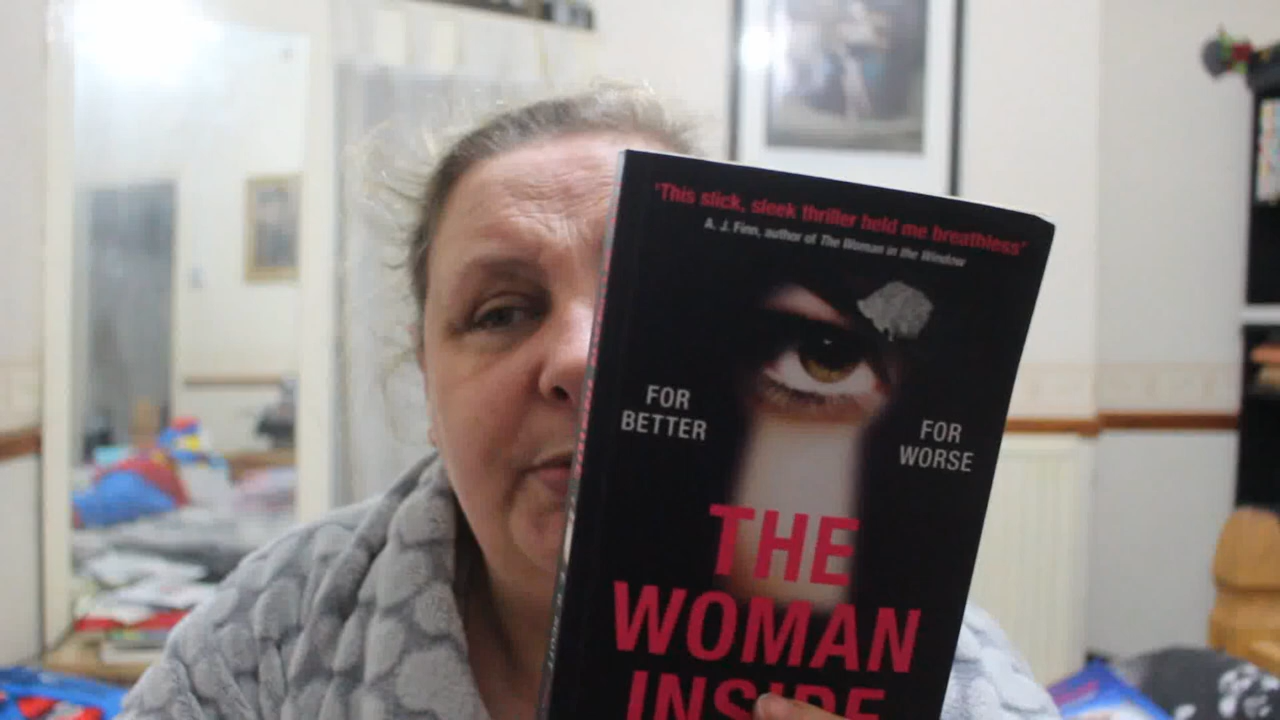 'This slick, sleek thriller held me breathless'
A. J. Finn, author of The Woman in the Window
FOR
BETTER
FOR
WORSE
THE
WOMAN
INSIDE